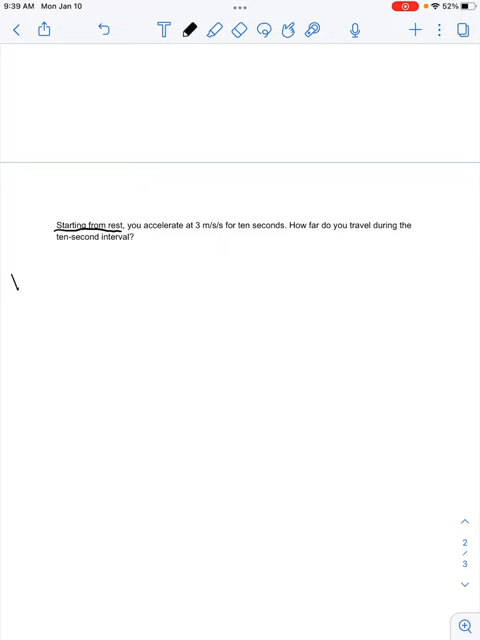 9:39 AM Mon Jan 10
52%
Starting from rest, you accelerate at 3 m/s/s for ten seconds. How far do you travel during the
ten-second interval?
2
/
3